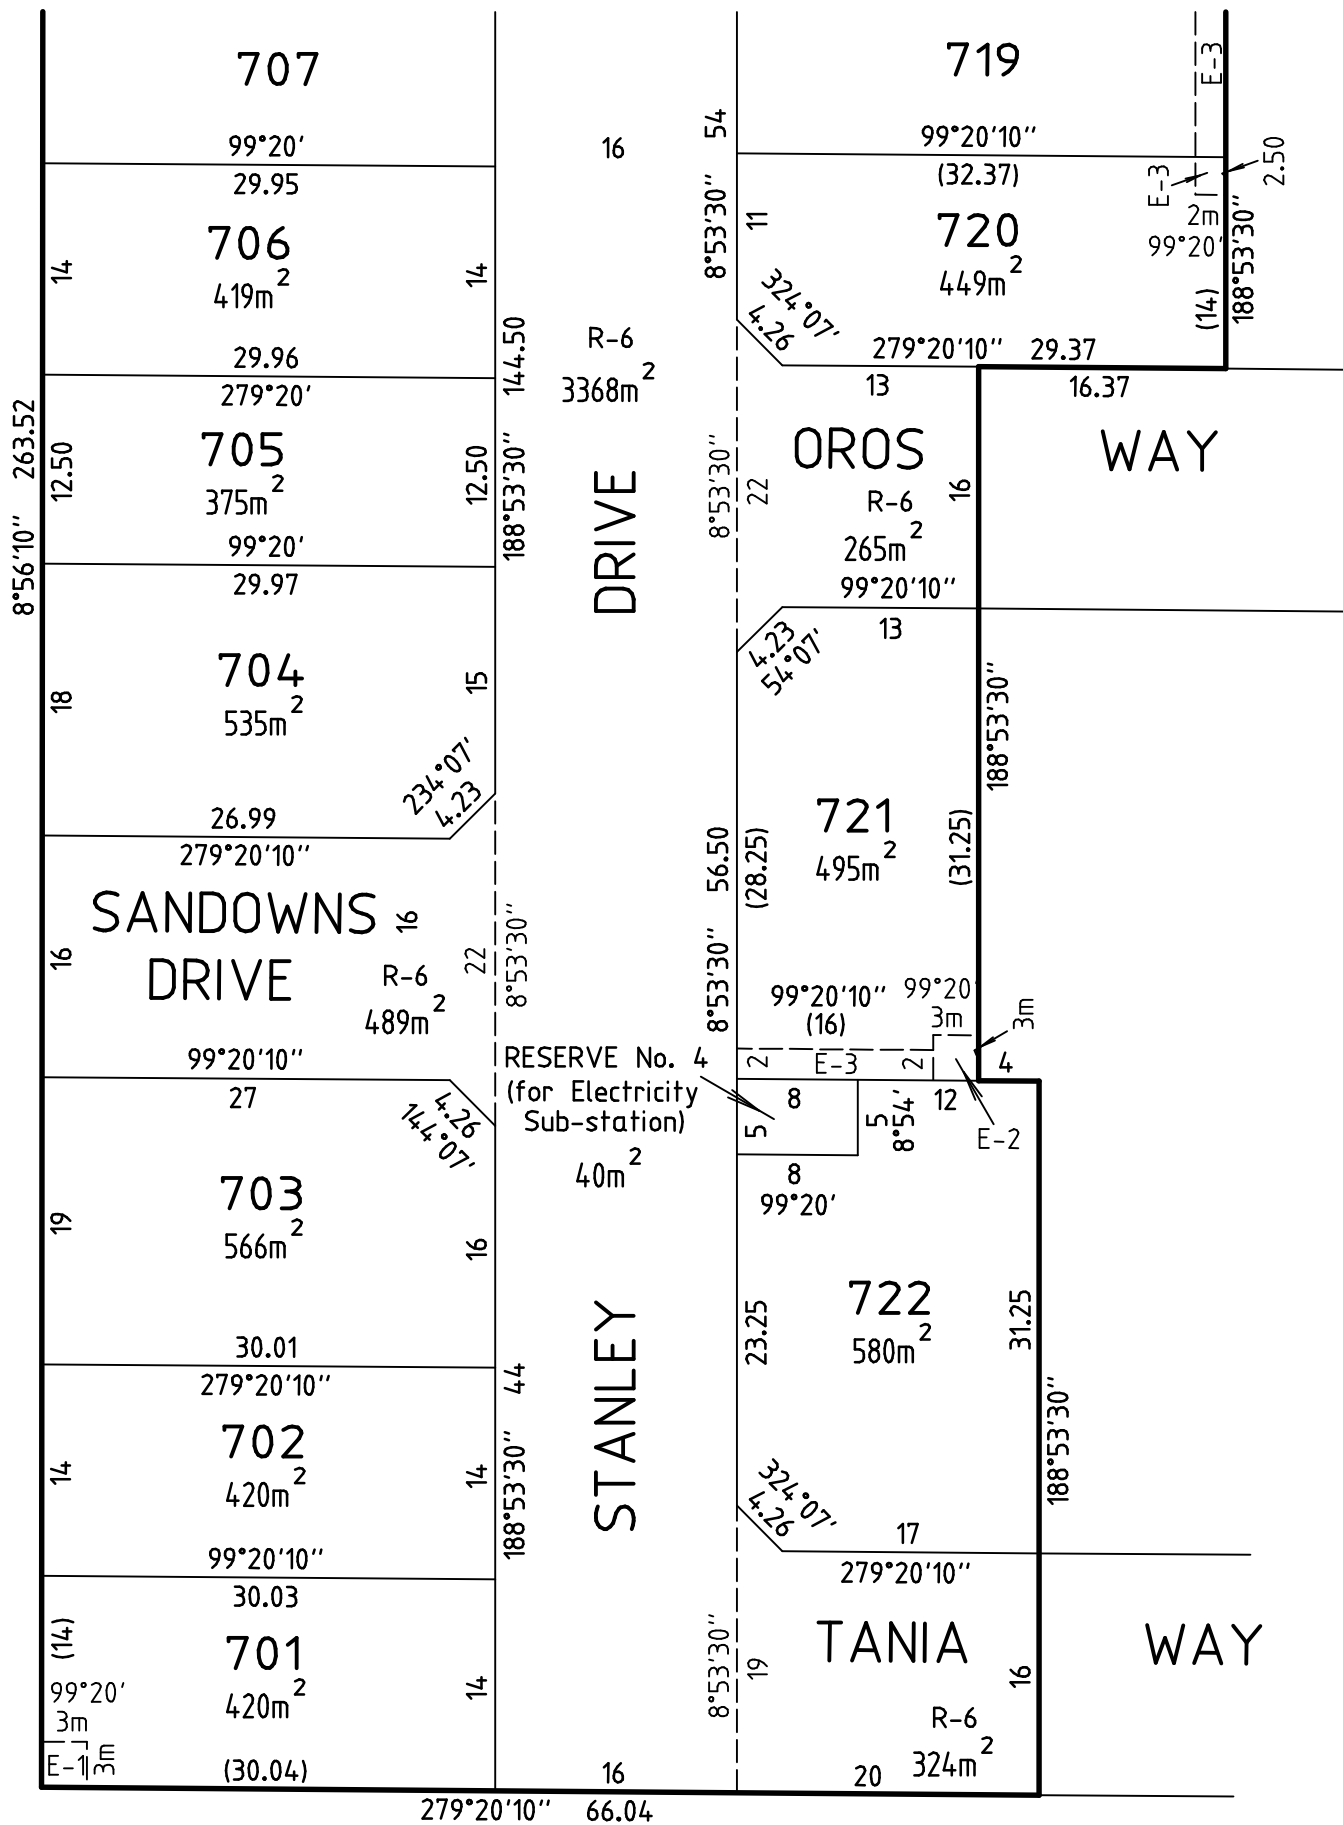 707
99°20'
29.95
706
419m²
14
14
29.96
279°20'
705
375m²
12.50
12.50
99°20'
29.97
704
535m²
18
15
234°07'
4.23
26.99
279°20'10"
8°56'10" 263.52
SANDOWNS
DRIVE
16
16
R-6
489m²
22
8°53'30"
99°20'10"
27
4.26
144°07'
703
566m²
19
16
30.01
279°20'10"
702
420m²
14
14
99°20'10"
30.03
701
420m²
(14)
14
99°20'
3m
E-1
3m
(30.04)
279°20'10" 66.04
188°53'30" 144.50
188°53'30" 44
16
R-6
3368m²
STANLEY DRIVE
RESERVE No. 4
(for Electricity
Sub-station)
40m²
16
719
E-3
99°20'10"
(32.37)
8°53'30" 54
11
720
449m²
E-3
2.50
2m
99°20'
(14)
188°53'30"
324°07'
4.26
279°20'10" 29.37
13
16.37
OROS WAY
R-6
265m²
16
8°53'30"
22
99°20'10"
13
4.23
54°07'
188°53'30"
721
495m²
8°53'30" 56.50
(28.25)
(31.25)
99°20'10"
(16)
99°20'
3m
3m
2
E-3
2
4
8
12
E-2
5
5
8°54'
8
99°20'
722
580m²
23.25
31.25
188°53'30"
324°07'
4.26
17
279°20'10"
TANIA WAY
8°53'30"
19
16
R-6
324m²
20